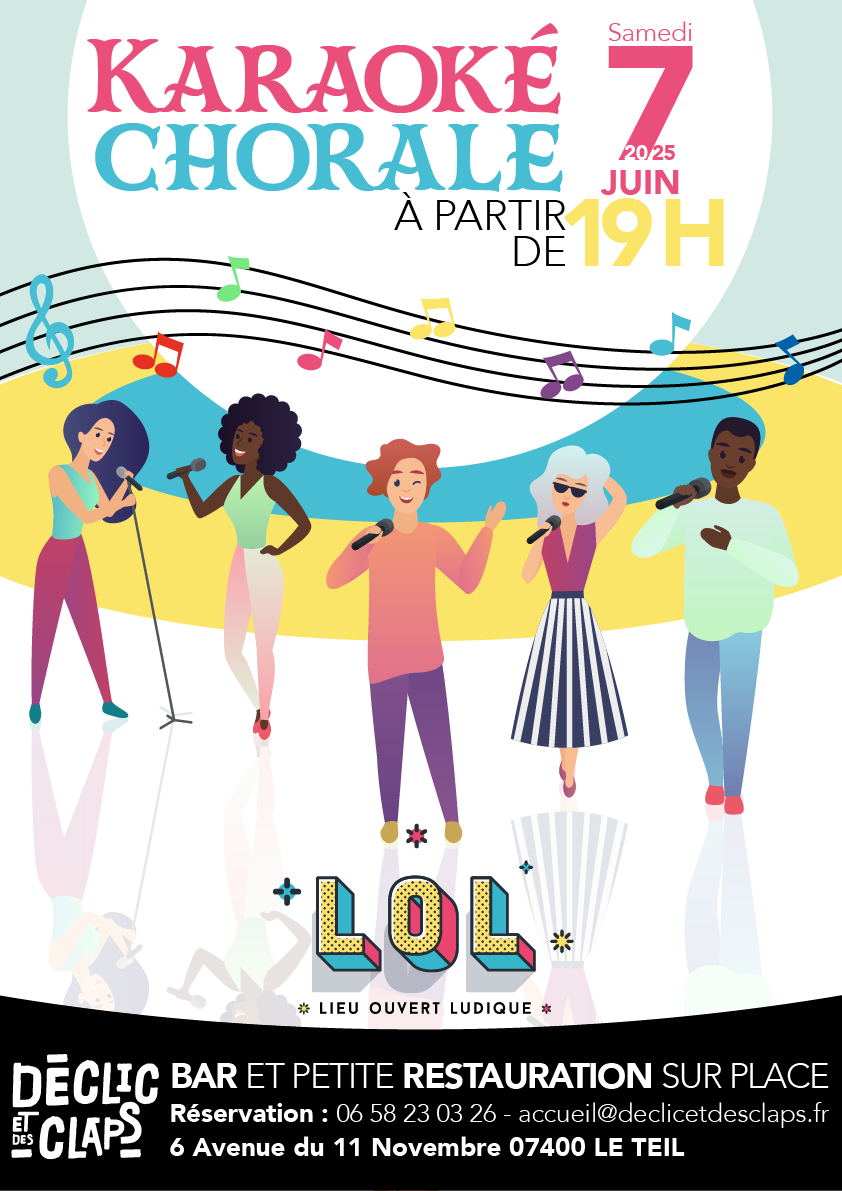 KARAOKÉ
CHORALE
À PARTIR
DE 19 H
Samedi
7
2025
JUIN
LOL
LIEU OUVERT LUDIQUE
DÉCLIC
ET DES CLAPS
BAR ET PETITE RESTAURATION SUR PLACE
Réservation : 06 58 23 03 26 - accueil@declicetdesclaps.fr
6 Avenue du 11 Novembre 07400 LE TEIL